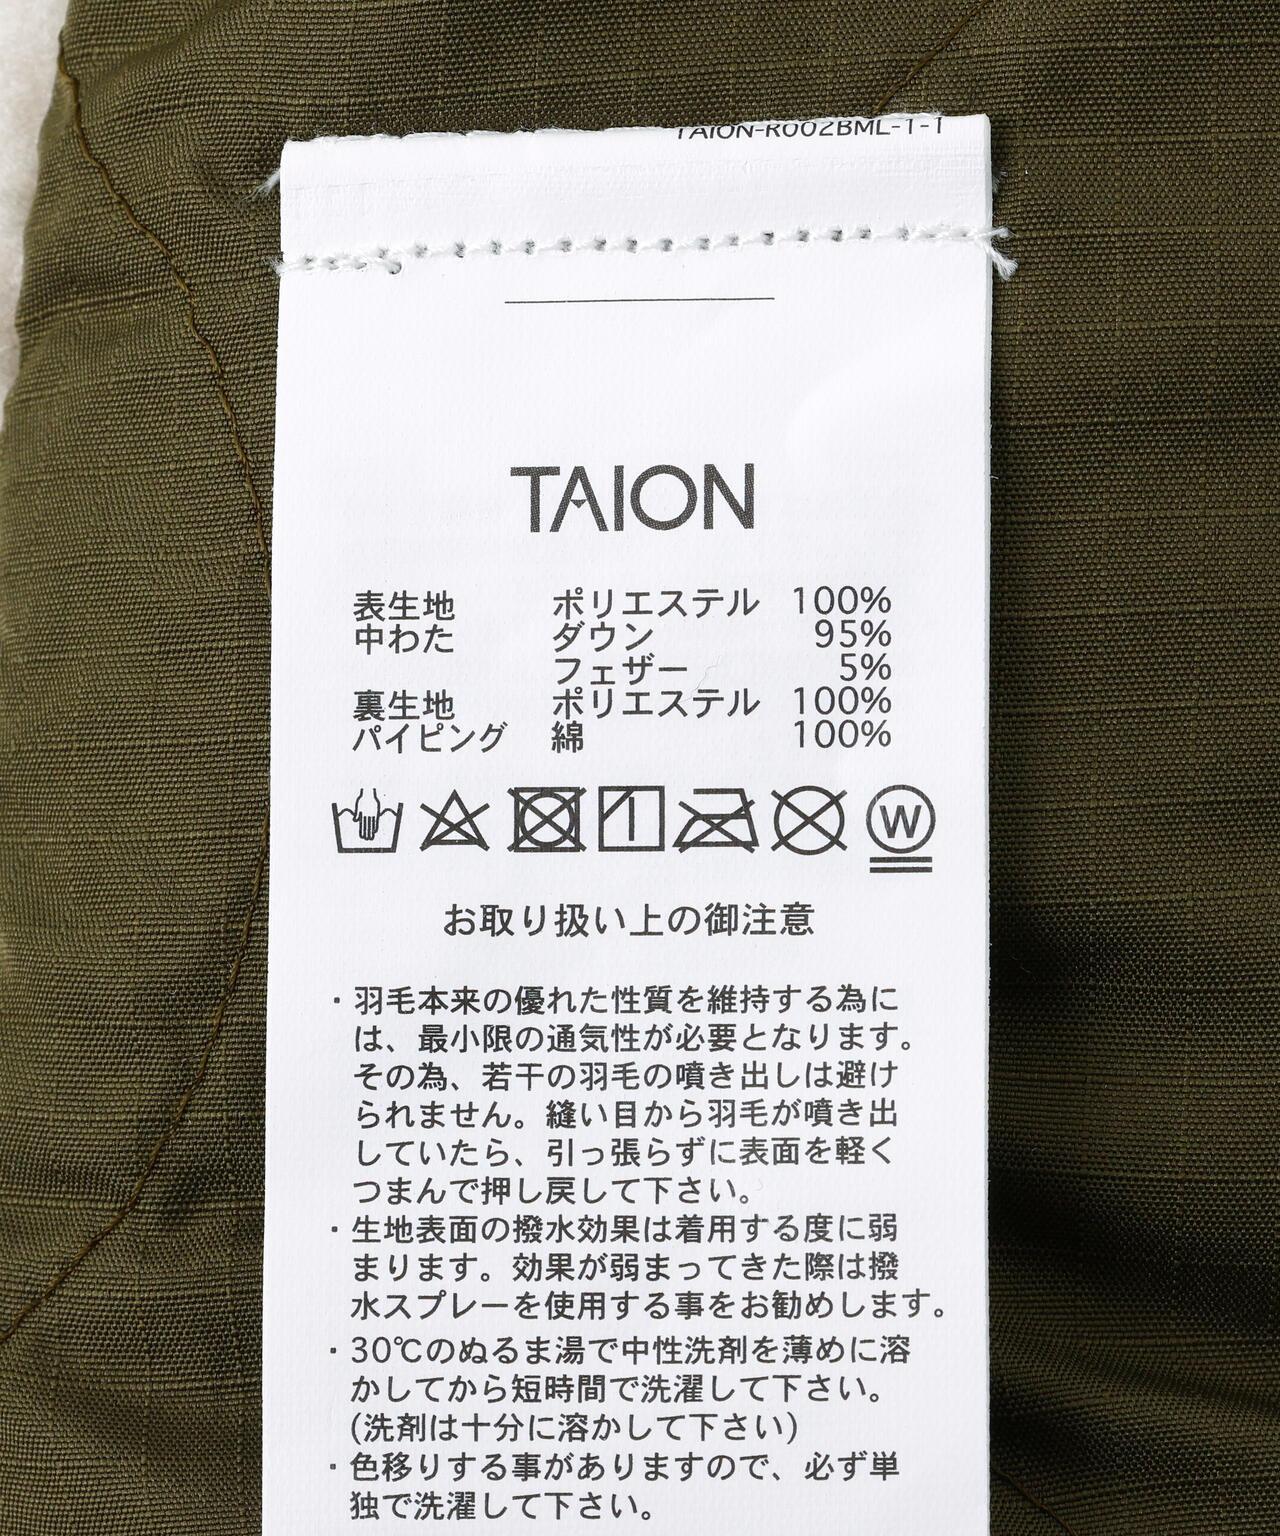 TAION-R002BML-1-1
TAION
表生地 ポリエステル 100%
中わた ダウン 95%
フェザー 5%
裏生地 ポリエステル 100%
パイピング 綿 100%
W
お取り扱い上の御注意
・羽毛本来の優れた性質を維持する為に
は、最小限の通気性が必要となります。
その為、若干の羽毛の噴き出しは避け
られません。縫い目から羽毛が噴き出
していたら、引っ張らずに表面を軽く
つまんで押し戻して下さい。
・生地表面の撥水効果は着用する度に弱
まります。効果が弱まってきた際は撥
水スプレーを使用する事をお勧めします。
・30℃のぬるま湯で中性洗剤を薄めに溶
かしてから短時間で洗濯して下さい。
(洗剤は十分に溶かして下さい)
・色移りする事がありますので、必ず単
独で洗濯して下さい。